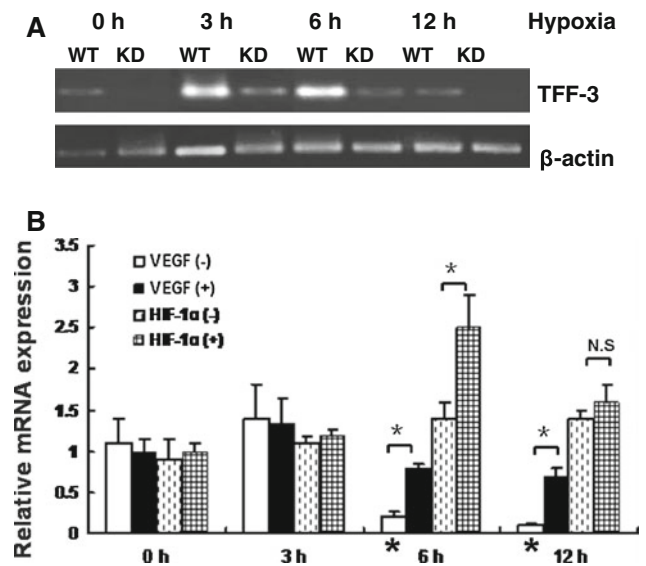 A 0 h 3 h 6 h 12 h Hypoxia
WT KD WT KD WT KD WT KD
TFF-3
β-actin
B
Relative mRNA expression
3.5
3
2.5
2
1.5
1
0.5
0
VEGF (-)
VEGF (+)
HIF-1α (-)
HIF-1α (+)
*
*
*
N.S
* *
0 h 3 h 6 h 12 h